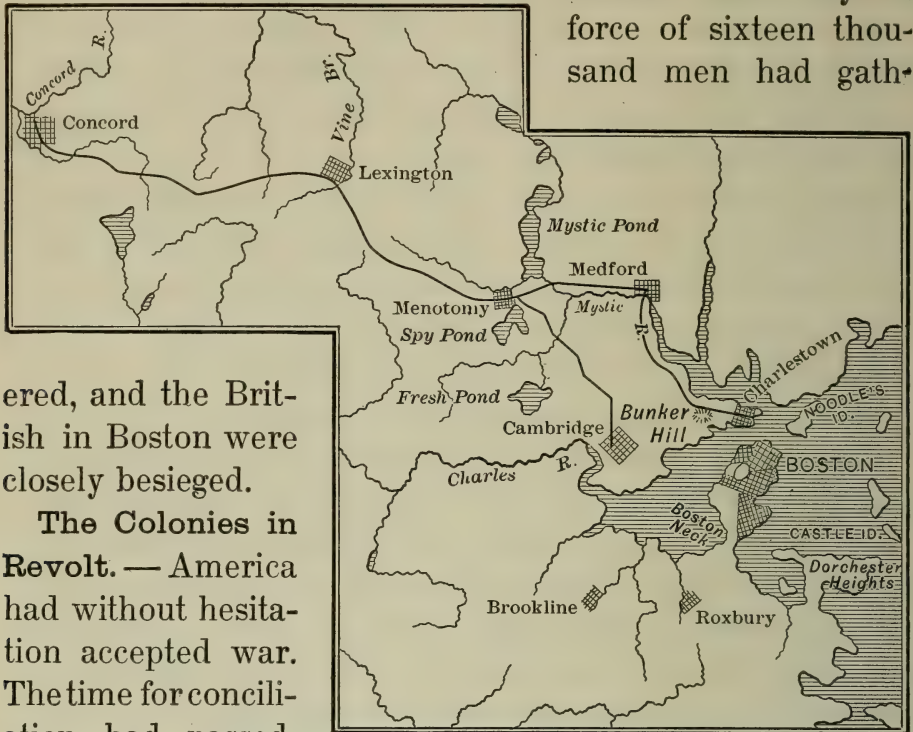 force of sixteen thou-
sand men had gath-
Concord R.
Concord
Vine Br.
Lexington
Mystic Pond
Medford
Menotomy
Mystic R.
Spy Pond
Charlestown
Fresh Pond
Bunker
Hill
NOODLE'S
ID.
Cambridge
BOSTON
Charles R.
Boston
Neck
CASTLE ID.
Dorchester
Heights
Brookline
Roxbury
ered, and the Brit-
ish in Boston were
closely besieged.
The Colonies in
Revolt. — America
had without hesita-
tion accepted war.
The time for concili-
had passed